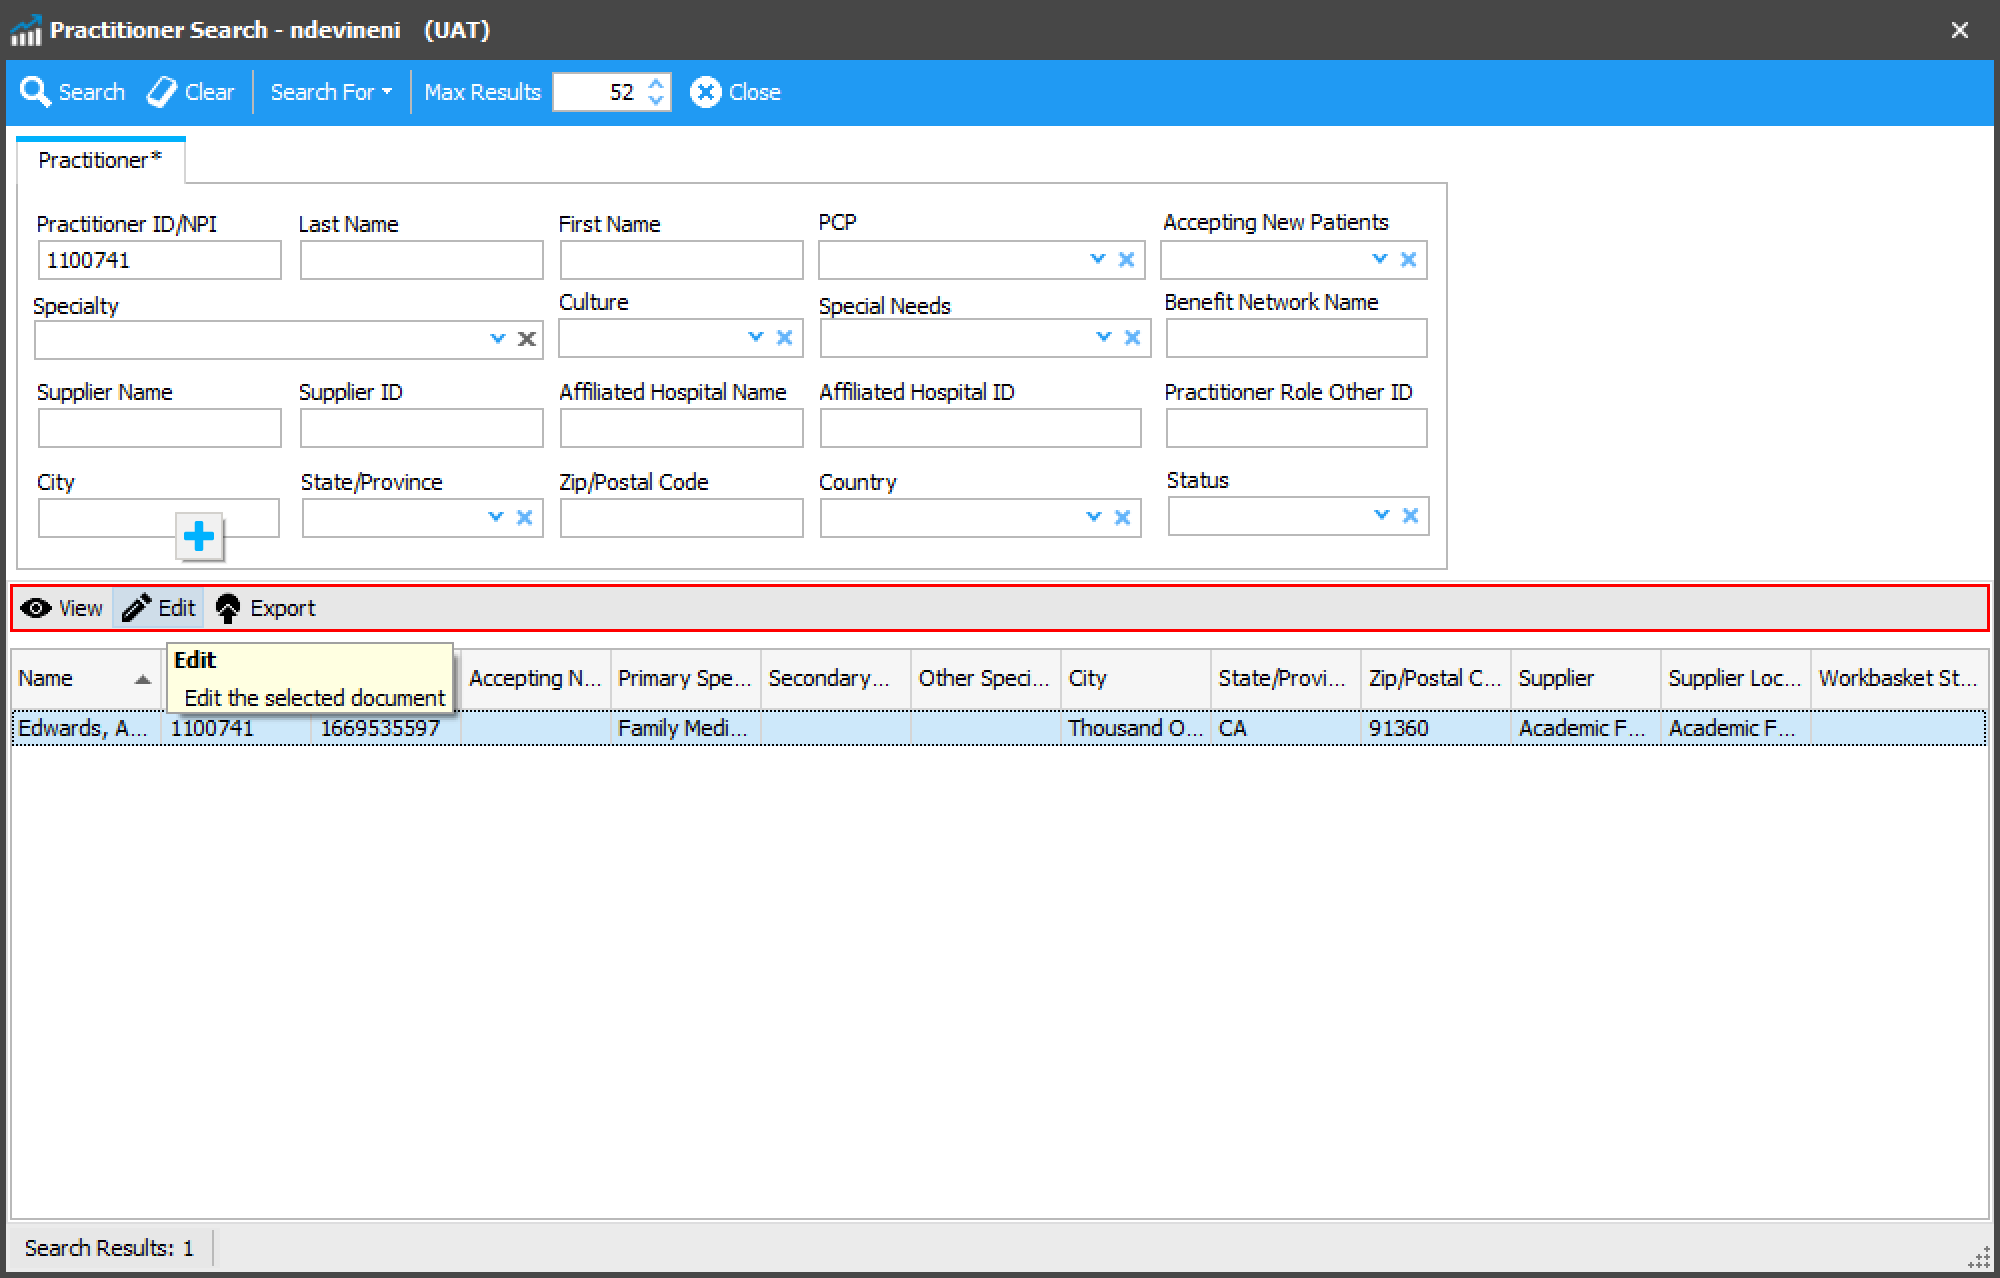 Practitioner Search - ndevineni (UAT)
Search Clear Search For Max Results 52 Close
Practitioner*
Practitioner ID/NPI Last Name First Name PCP Accepting New Patients
1100741
Specialty Culture Special Needs Benefit Network Name
Supplier Name Supplier ID Affiliated Hospital Name Affiliated Hospital ID Practitioner Role Other ID
City State/Province Zip/Postal Code Country Status
View Edit Export
Edit
Edit the selected document
Name Accepting N... Primary Spe... Secondary... Other Speci... City State/Provi... Zip/Postal C... Supplier Supplier Loc... Workbasket St...
Edwards, A... 1100741 1669535597 Family Medi... Thousand O... CA 91360 Academic F... Academic F...
Search Results: 1